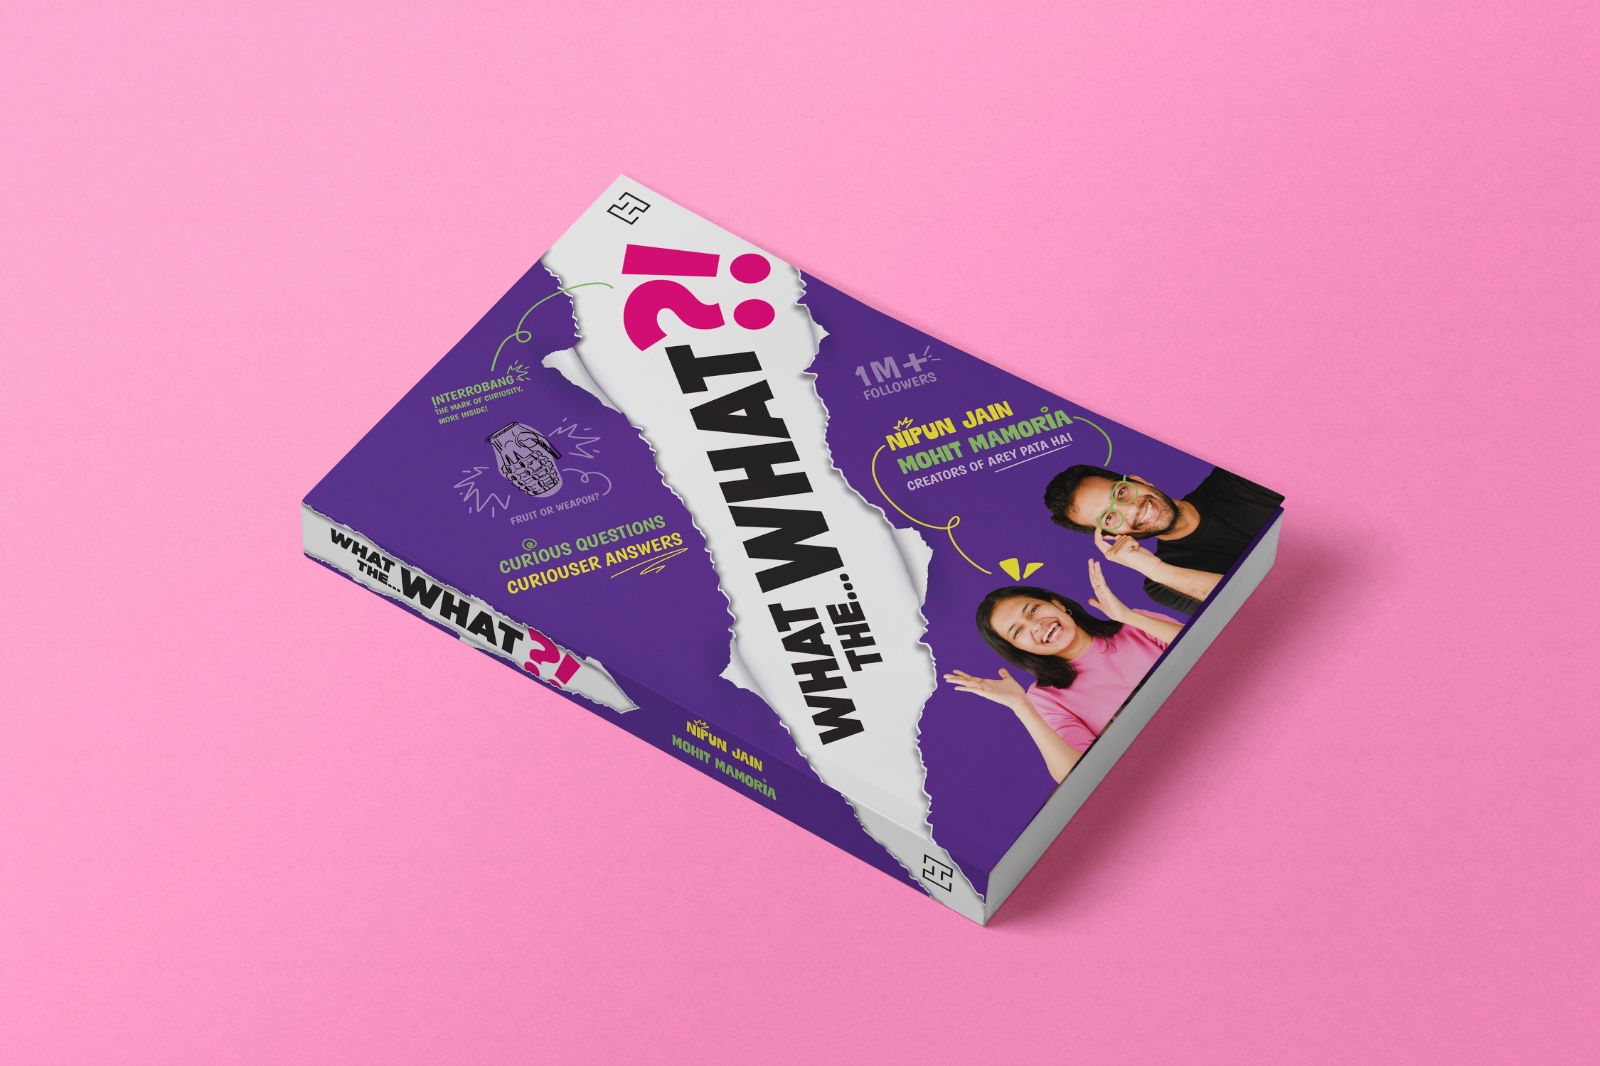 WHAT
THE...
WHAT WHAT?!
INTERROBANG
THE MARK OF CURIOSITY.
MORE INSIDE!
FRUIT OR WEAPON?
CURIOUS QUESTIONS
CURIOUSER ANSWERS
1M+
FOLLOWERS
NIPUN JAIN
MOHIT MAMORIA
CREATORS OF AREY PATA HAI
WHAT
THE...
WHAT?!
NIPUN JAIN
MOHIT MAMORIA